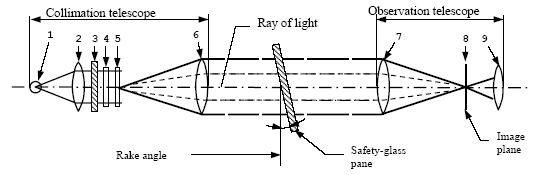 Collimation telescope
Ray of light
Observation telescope
1 2 3 4 5 6 7 8 9
Rake angle
Safety-glass
pane
Image
plane